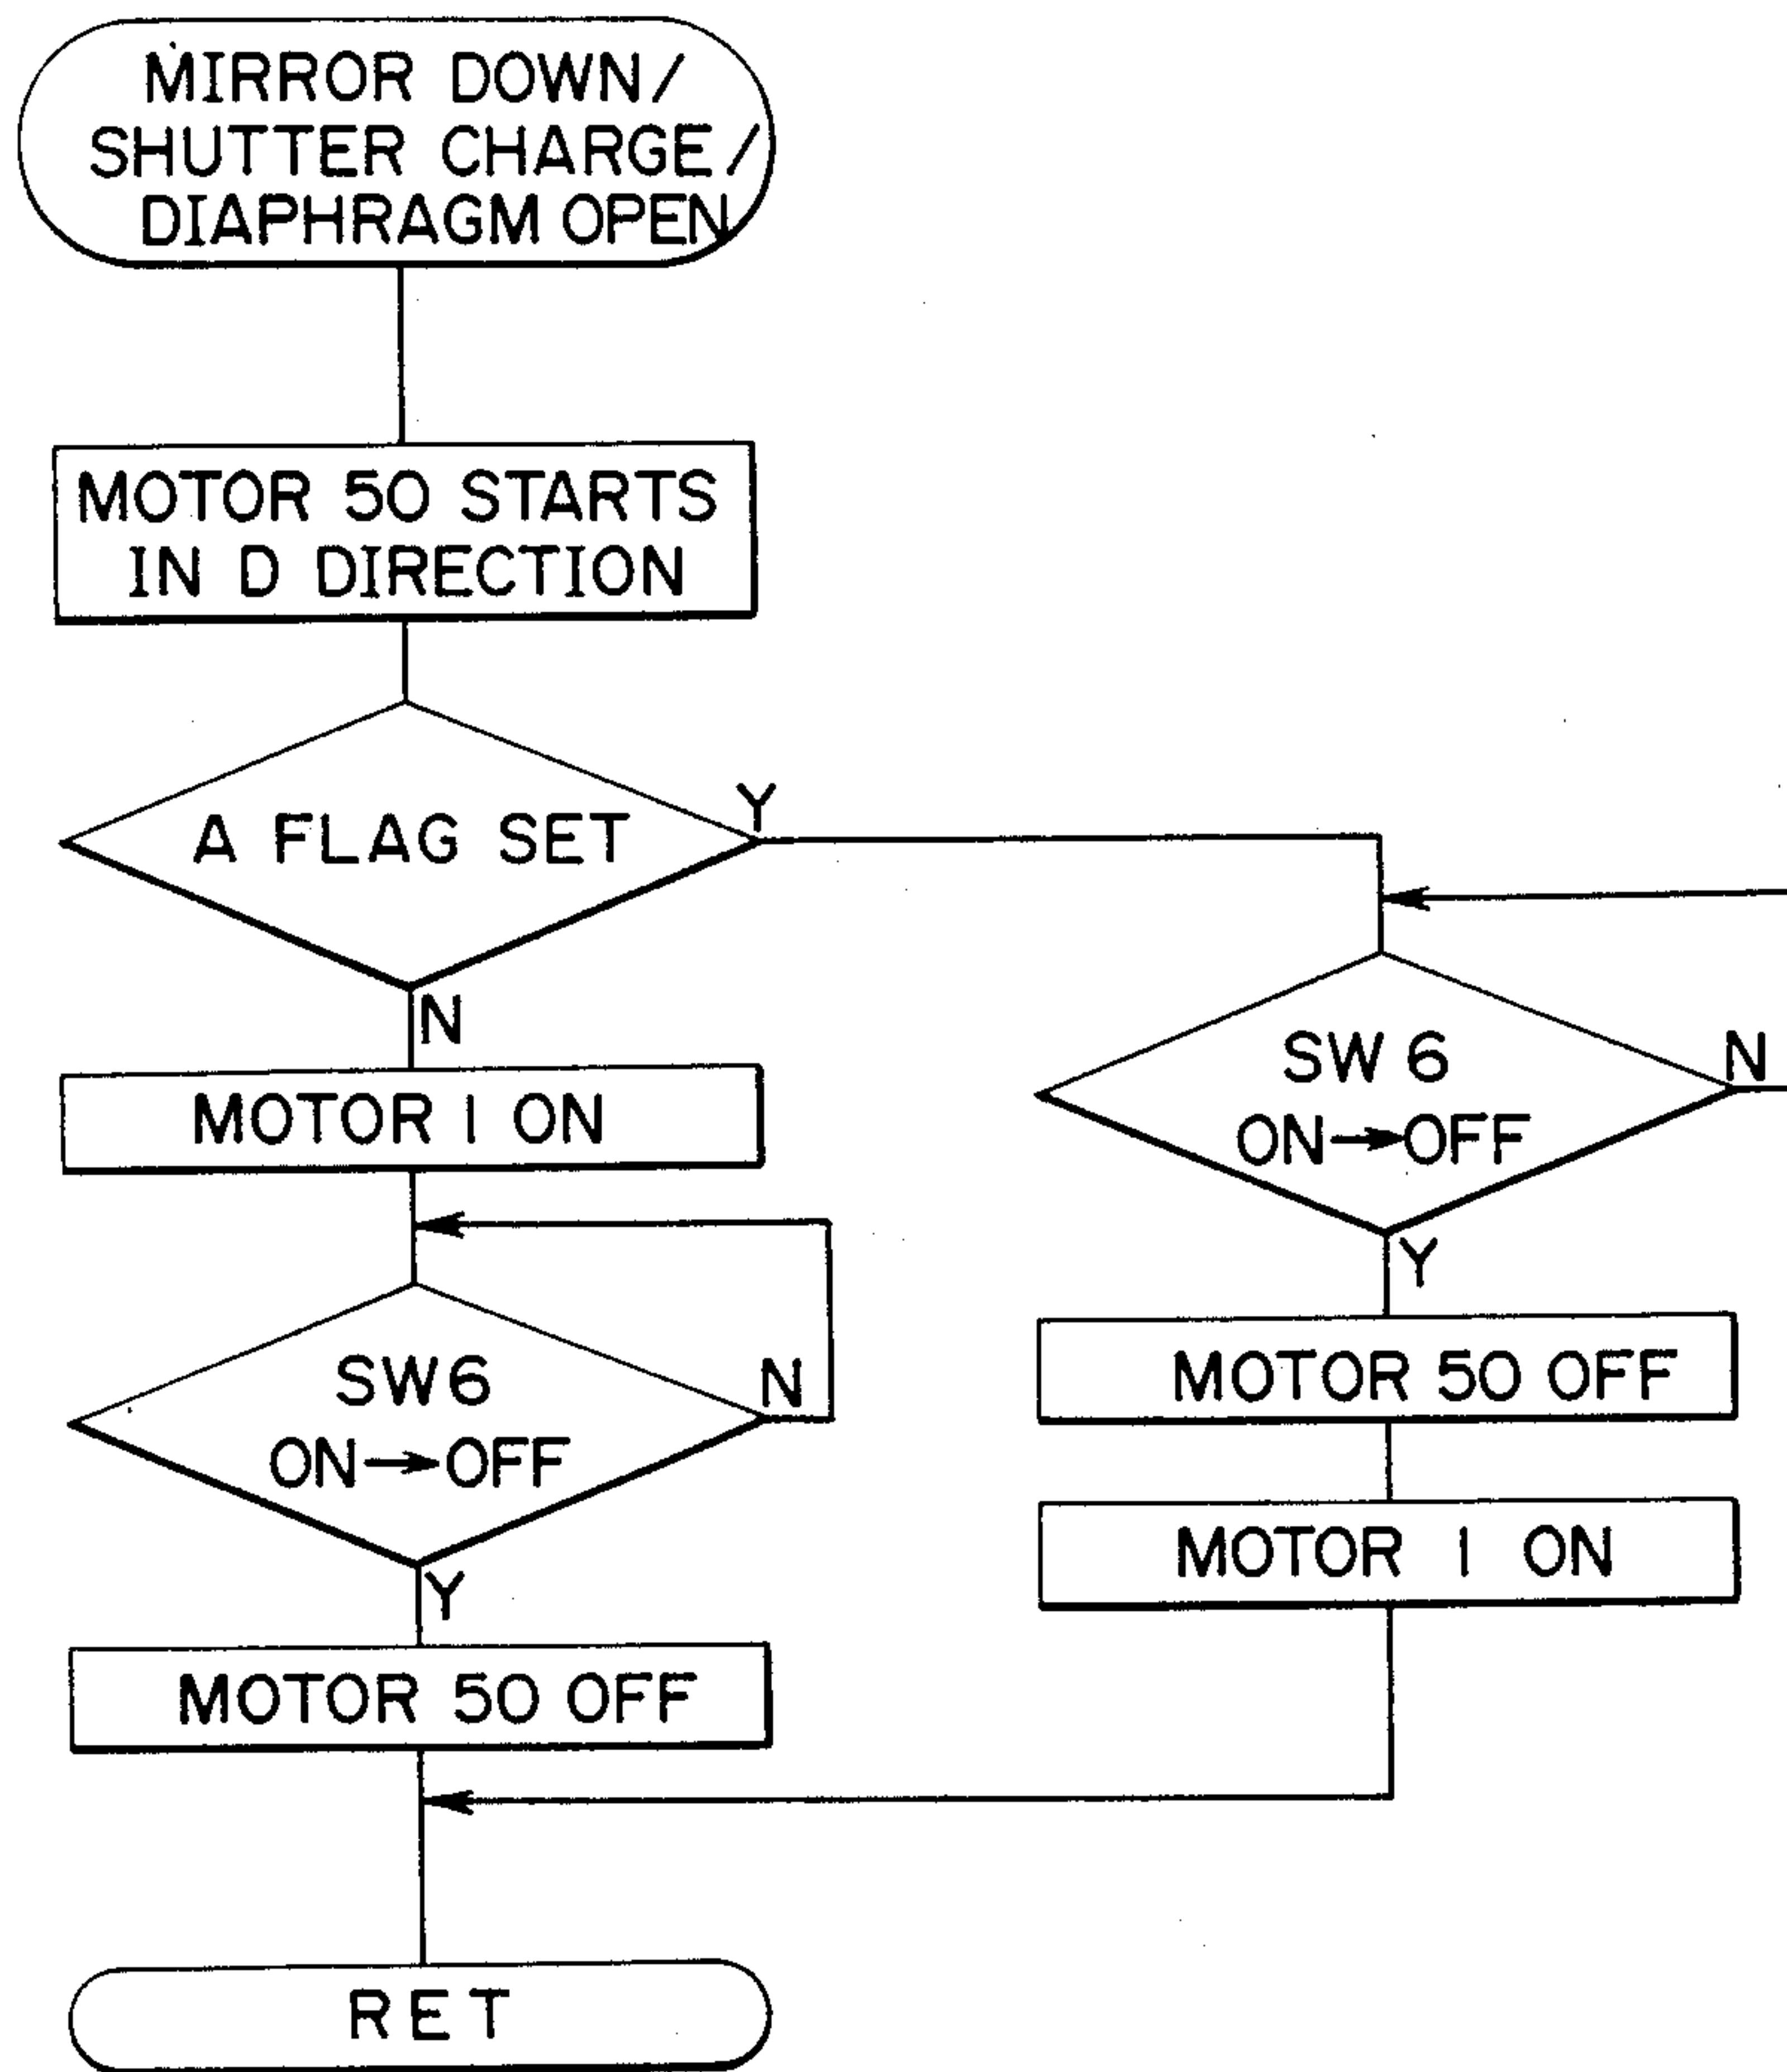 MIRROR DOWN/
SHUTTER CHARGE/
DIAPHRAGM OPEN
MOTOR 50 STARTS
IN D DIRECTION
A FLAG SET
Y
N
MOTOR 1 ON
SW6
ON→OFF
N
Y
MOTOR 50 OFF
SW 6
ON→OFF
N
Y
MOTOR 50 OFF
MOTOR 1 ON
RET